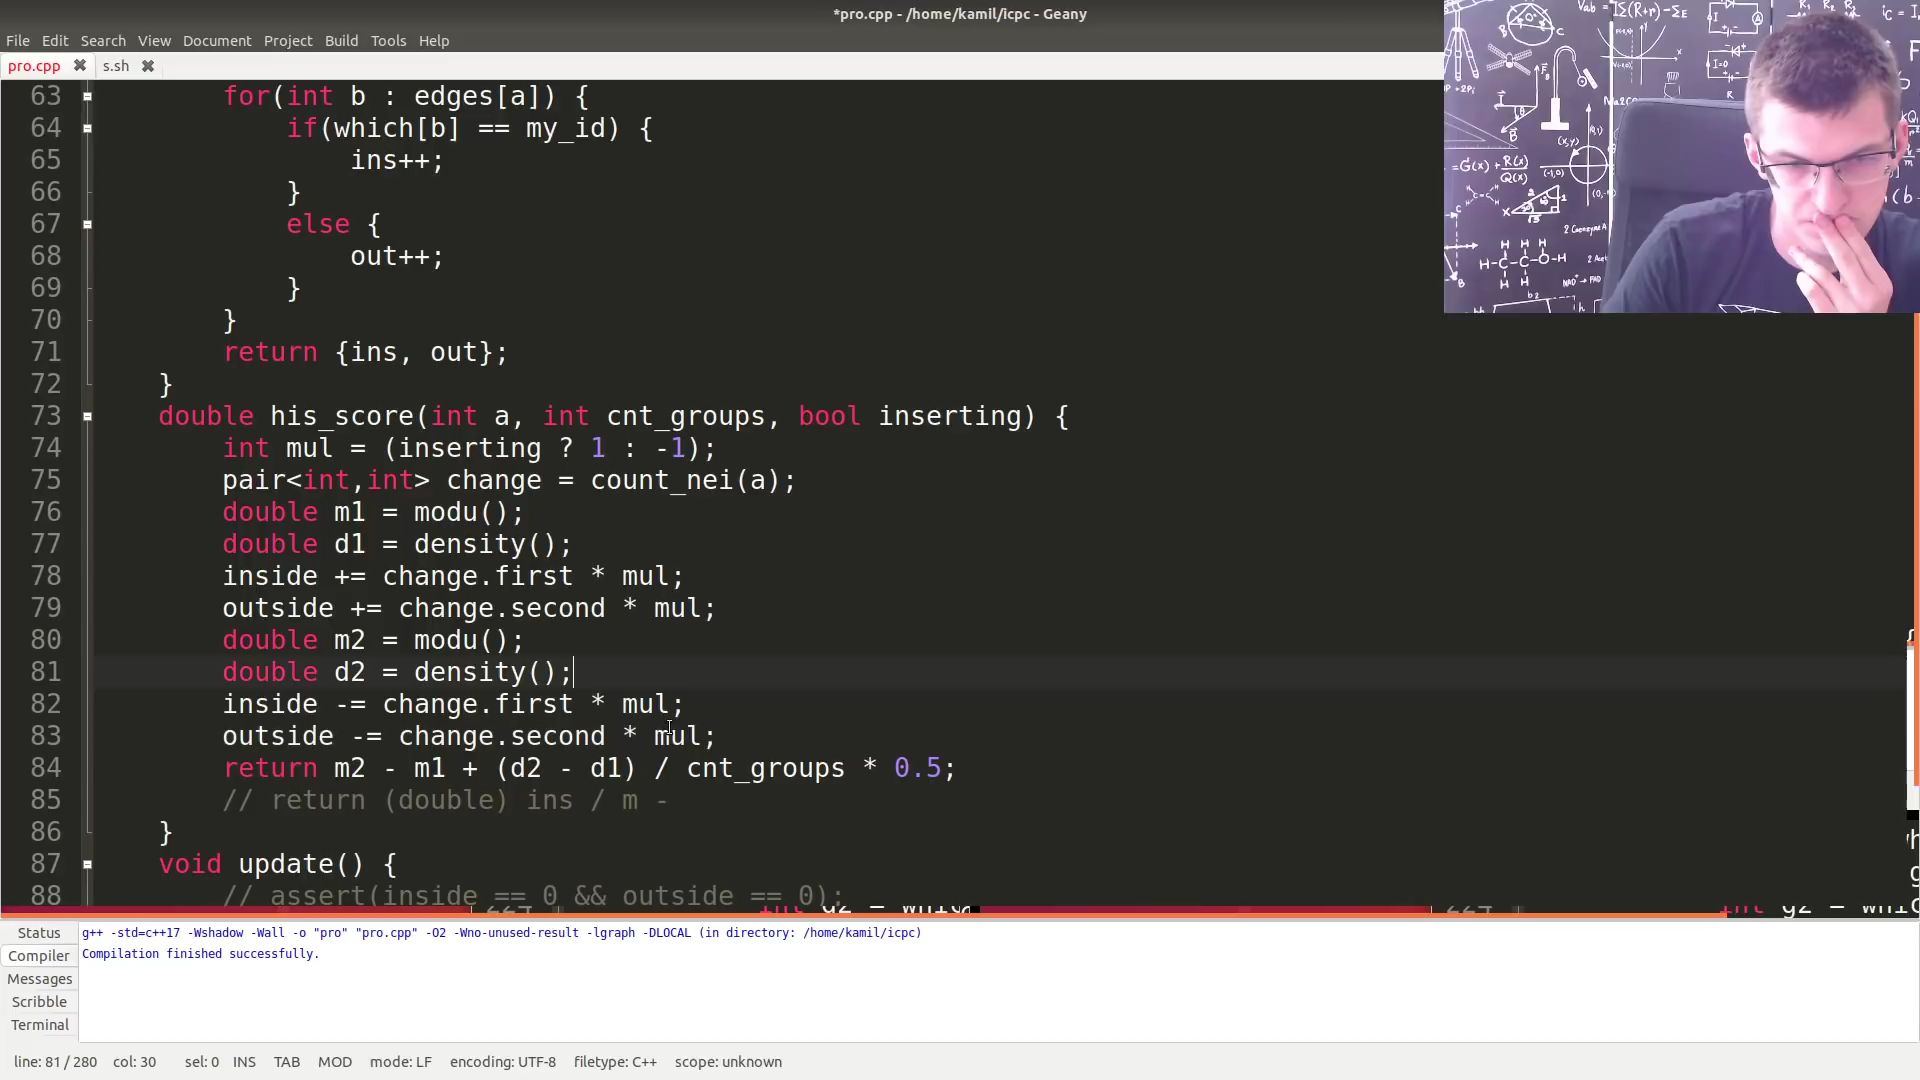 *pro.cpp - /home/kamil/icpc - Geany
File Edit Search View Document Project Build Tools Help
pro.cpp s.sh
63 for(int b : edges[a]) {
64 if(which[b] == my_id) {
65 ins++;
66 }
67 else {
68 out++;
69 }
70 }
71 return {ins, out};
72 }
73 double his_score(int a, int cnt_groups, bool inserting) {
74 int mul = (inserting ? 1 : -1);
75 pair<int,int> change = count_nei(a);
76 double m1 = modu();
77 double d1 = density();
78 inside += change.first * mul;
79 outside += change.second * mul;
80 double m2 = modu();
81 double d2 = density();
82 inside -= change.first * mul;
83 outside -= change.second * mul;
84 return m2 - m1 + (d2 - d1) / cnt_groups * 0.5;
85 // return (double) ins / m -
86 }
87 void update() {
88 // assert(inside == 0 && outside == 0);
Status
Compiler
Messages
Scribble
Terminal
g++ -std=c++17 -Wshadow -Wall -o "pro" "pro.cpp" -O2 -Wno-unused-result -lgraph -DLOCAL (in directory: /home/kamil/icpc)
Compilation finished successfully.
line: 81 / 280 col: 30 sel: 0 INS TAB MOD mode: LF encoding: UTF-8 filetype: C++ scope: unknown